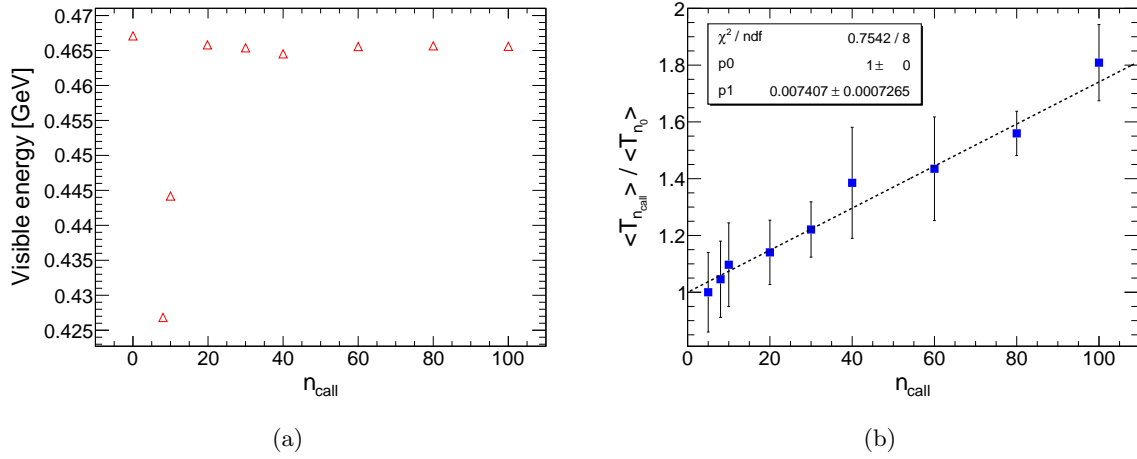 Visible energy [GeV]
0.47
0.465
0.46
0.455
0.45
0.445
0.44
0.435
0.43
0.425
0 20 40 60 80 100
n_call
(a)
<T_n_call> / <T_n_0>
2
1.8
1.6
1.4
1.2
1
χ² / ndf 0.7542 / 8
p0 1 ± 0
p1 0.007407 ± 0.0007265
0 20 40 60 80 100
n_call
(b)